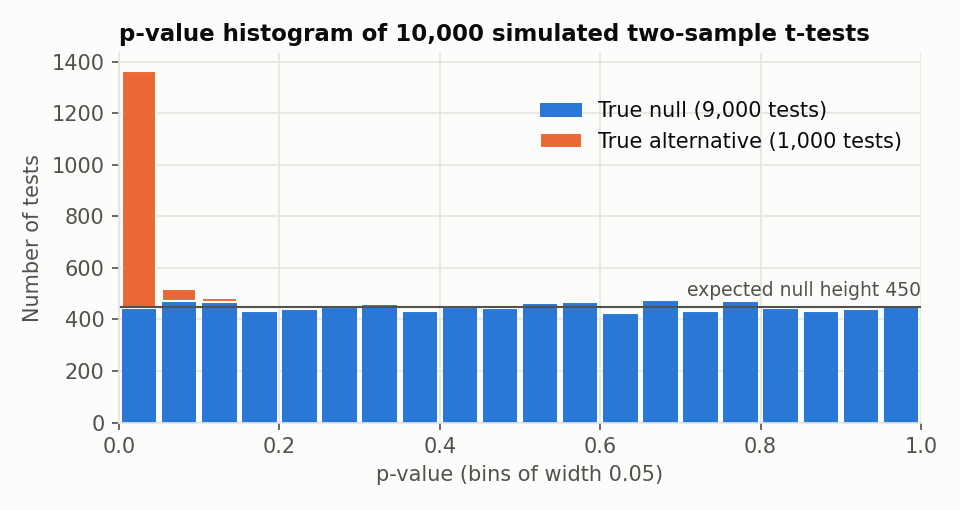 p-value histogram of 10,000 simulated two-sample t-tests
Number of tests
1400
1200
1000
800
600
400
200
0
True null (9,000 tests)
True alternative (1,000 tests)
expected null height 450
0.0 0.2 0.4 0.6 0.8 1.0
p-value (bins of width 0.05)